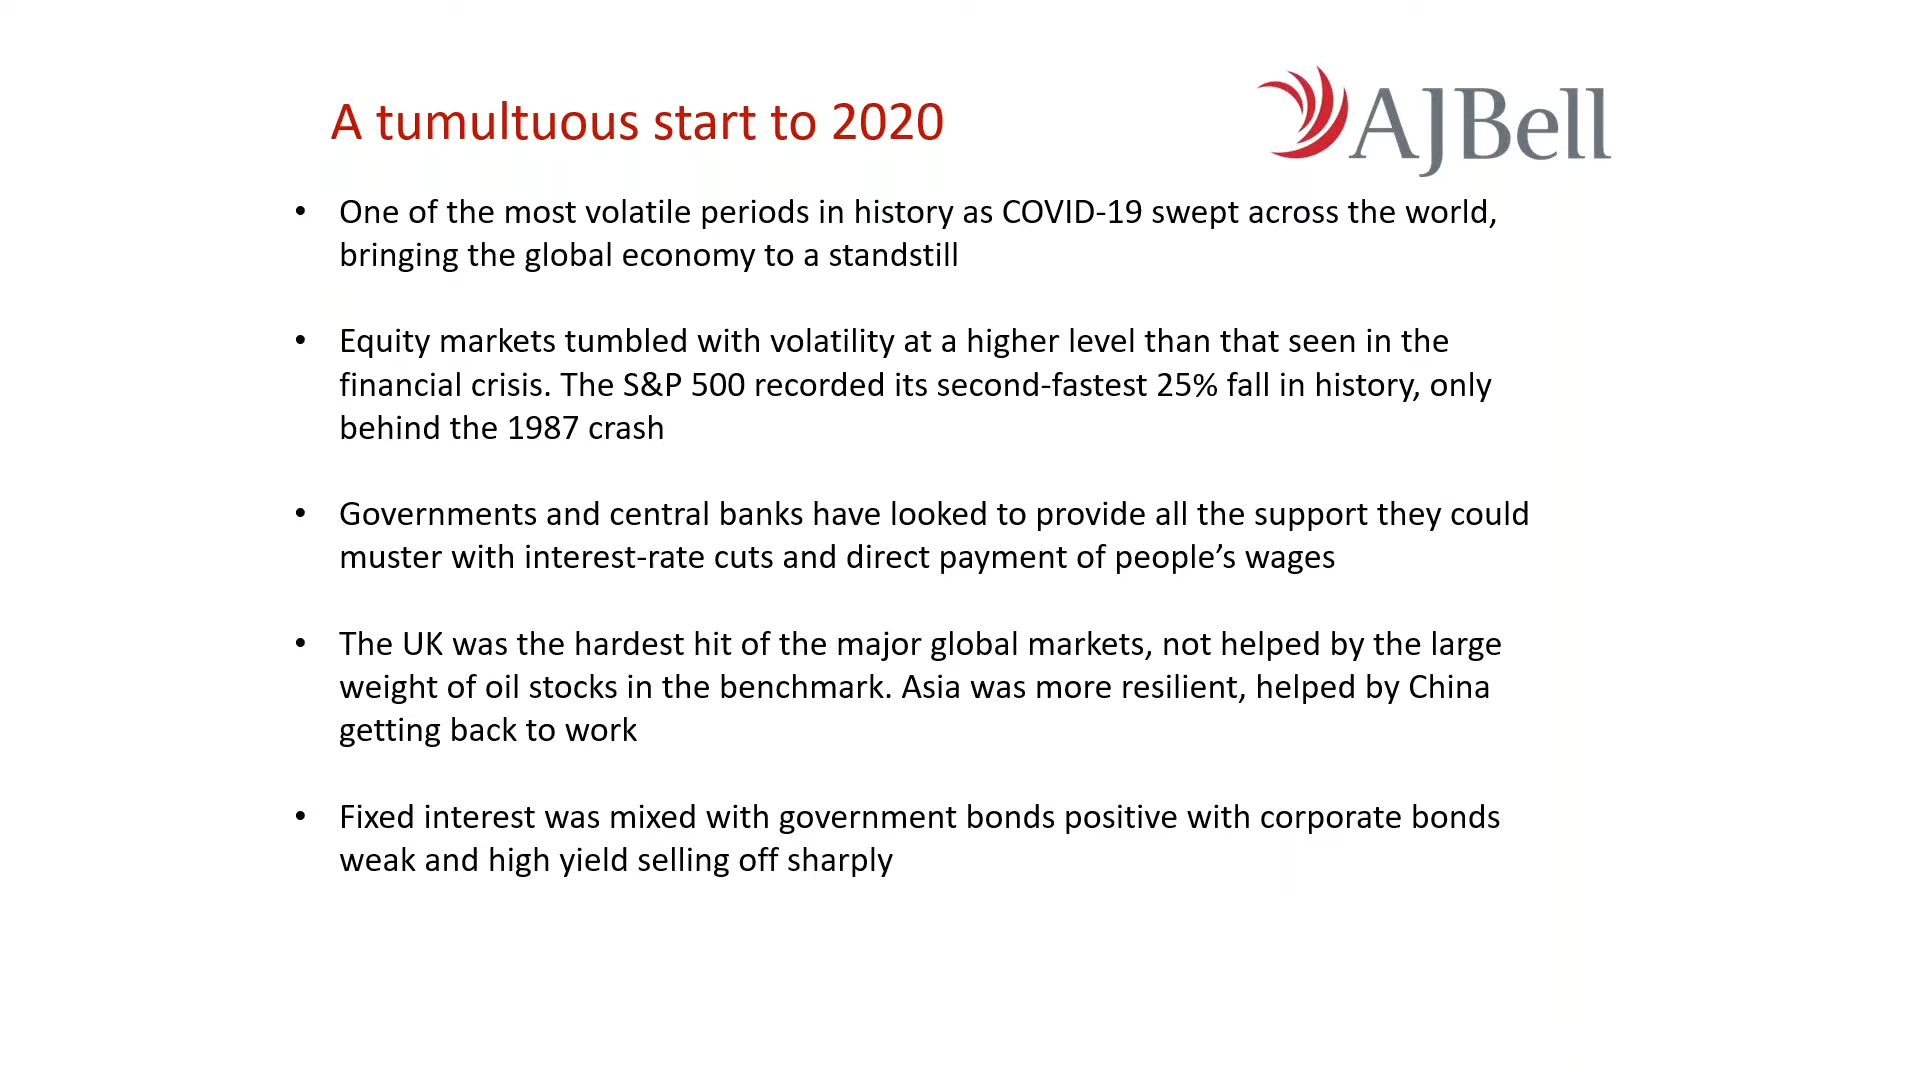 A tumultuous start to 2020
AJBell
• One of the most volatile periods in history as COVID-19 swept across the world,
bringing the global economy to a standstill
• Equity markets tumbled with volatility at a higher level than that seen in the
financial crisis. The S&P 500 recorded its second-fastest 25% fall in history, only
behind the 1987 crash
• Governments and central banks have looked to provide all the support they could
muster with interest-rate cuts and direct payment of people’s wages
• The UK was the hardest hit of the major global markets, not helped by the large
weight of oil stocks in the benchmark. Asia was more resilient, helped by China
getting back to work
• Fixed interest was mixed with government bonds positive with corporate bonds
weak and high yield selling off sharply